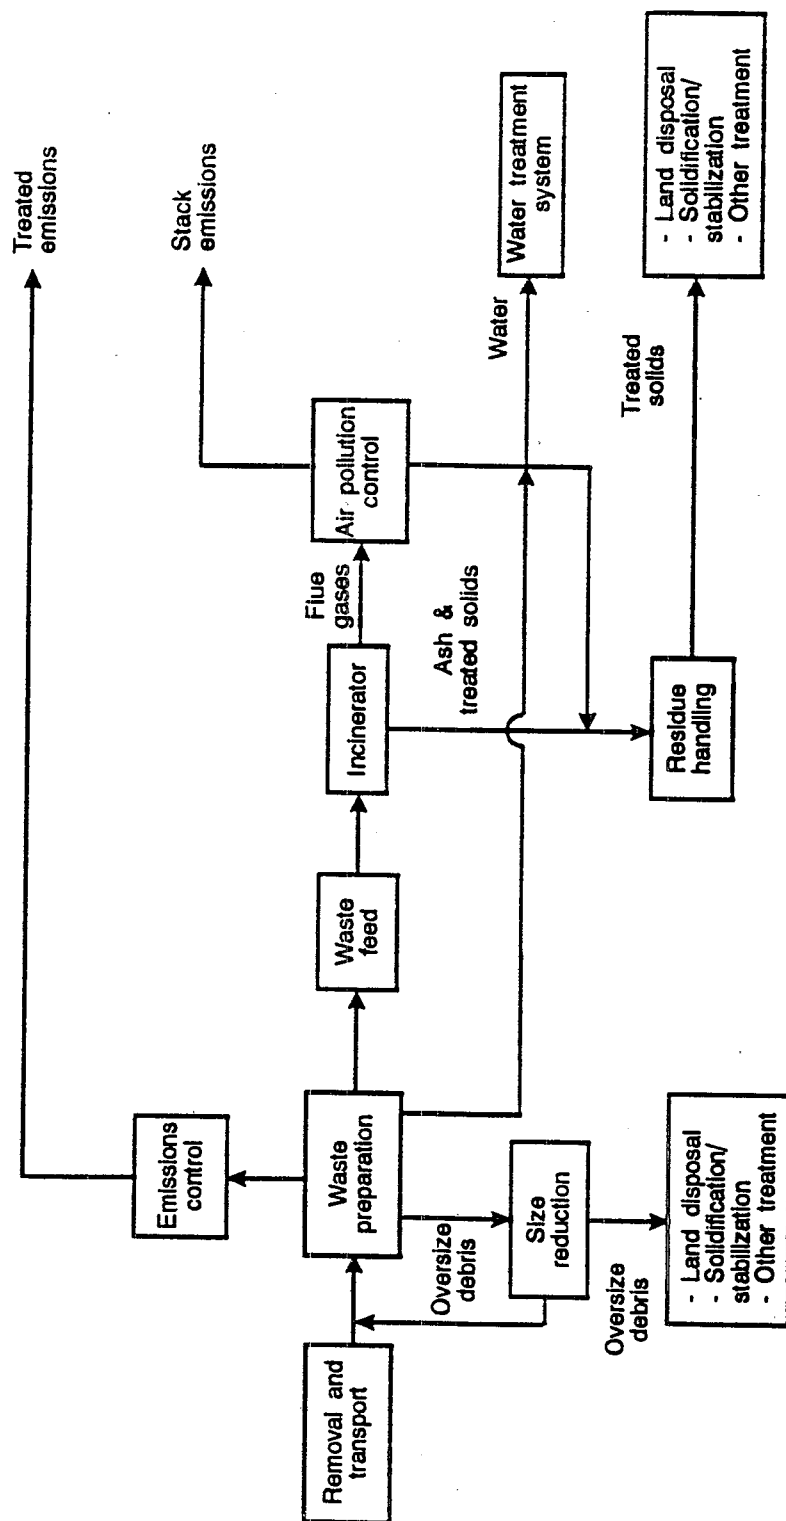 Treated
emissions
Stack
emissions
Emissions
control
Removal and
transport
Waste
preparation
Waste
feed
Incinerator
Flue
gases
Air pollution
control
Oversize
debris
Size
reduction
Oversize
debris
- Land disposal
- Solidification/
stabilization
- Other treatment
Ash &
treated solids
Water
Water treatment
system
Residue
handling
Treated
solids
- Land disposal
- Solidification/
stabilization
- Other treatment